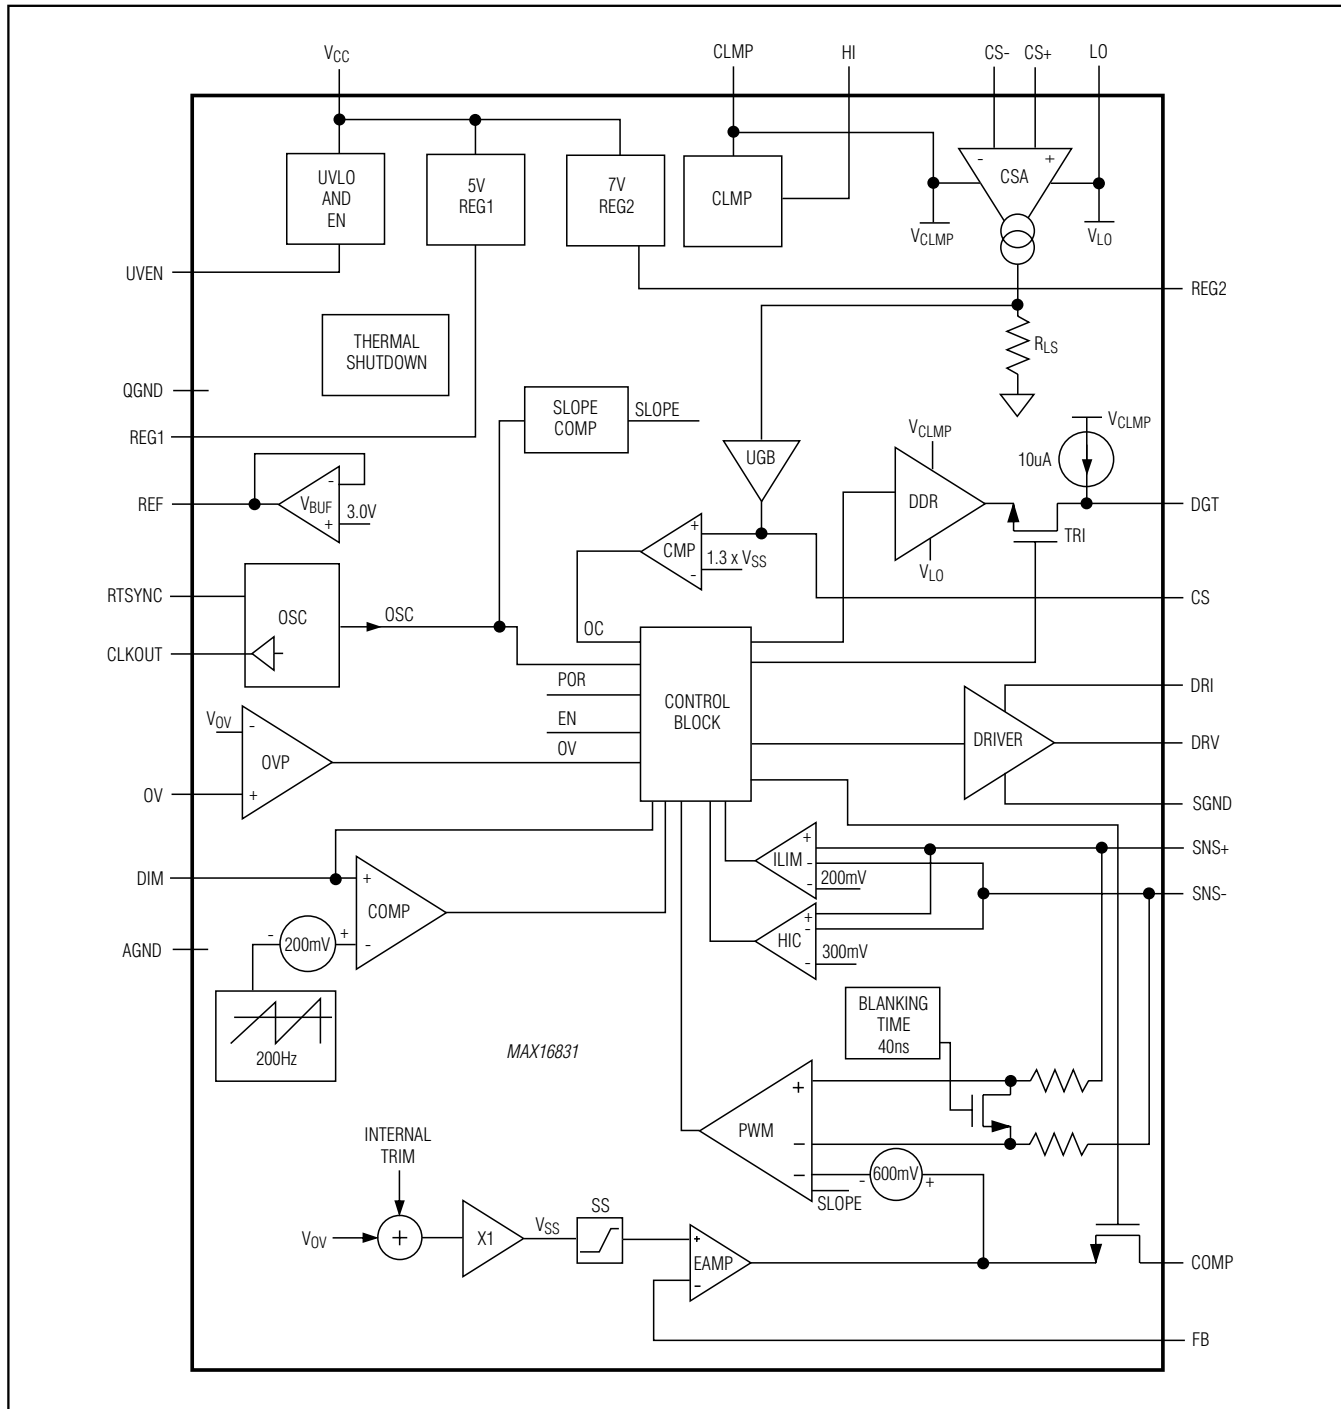 VCC
CLMP
HI
CS-
CS+
LO
UVLO
AND
EN
5V
REG1
7V
REG2
CLMP
-
+
CSA
VCLMP
VLO
UVEN
REG2
THERMAL
SHUTDOWN
RLS
QGND
REG1
SLOPE
COMP
SLOPE
UGB
VCLMP
VCLMP
10uA
REF
-
VBUF
+
3.0V
DDR
DGT
TRI
VLO
+
CMP
-
1.3 x VSS
RTSYNC
OSC
OSC
CS
OC
CLKOUT
POR
EN
OV
CONTROL
BLOCK
DRI
DRIVER
DRV
SGND
VOV
-
OVP
+
OV
SNS+
+
ILIM
-
-
200mV
SNS-
DIM
+
COMP
-
-
200mV
+
+
-
HIC
-
300mV
AGND
200Hz
MAX16831
BLANKING
TIME
40ns
+
PWM
−
−
-
600mV
+
SLOPE
INTERNAL
TRIM
VOV
+
X1
VSS
SS
+
EAMP
-
COMP
FB